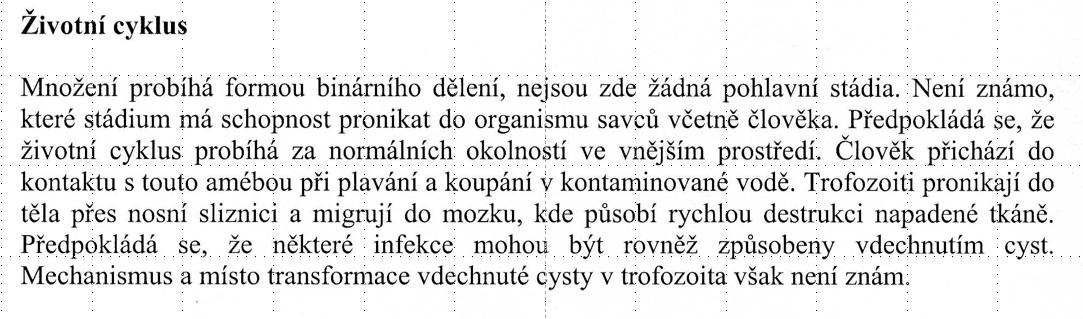 Životní cyklus
Množení probíhá formou binárního dělení, nejsou zde žádná pohlavní stádia. Není známo,
které stádium má schopnost pronikat do organismu savců včetně člověka. Předpokládá se, že
životní cyklus probíhá za normálních okolností ve vnějším prostředí. Člověk přichází do
kontaktu s touto amébou při plavání a koupání v kontaminované vodě. Trofozoiti pronikají do
těla přes nosní sliznici a migrují do mozku, kde působí rychlou destrukci napadené tkáně.
Předpokládá se, že některé infekce mohou být rovněž způsobeny vdechnutím cyst.
Mechanismus a místo transformace vdechnuté cysty v trofozoita však není znám.